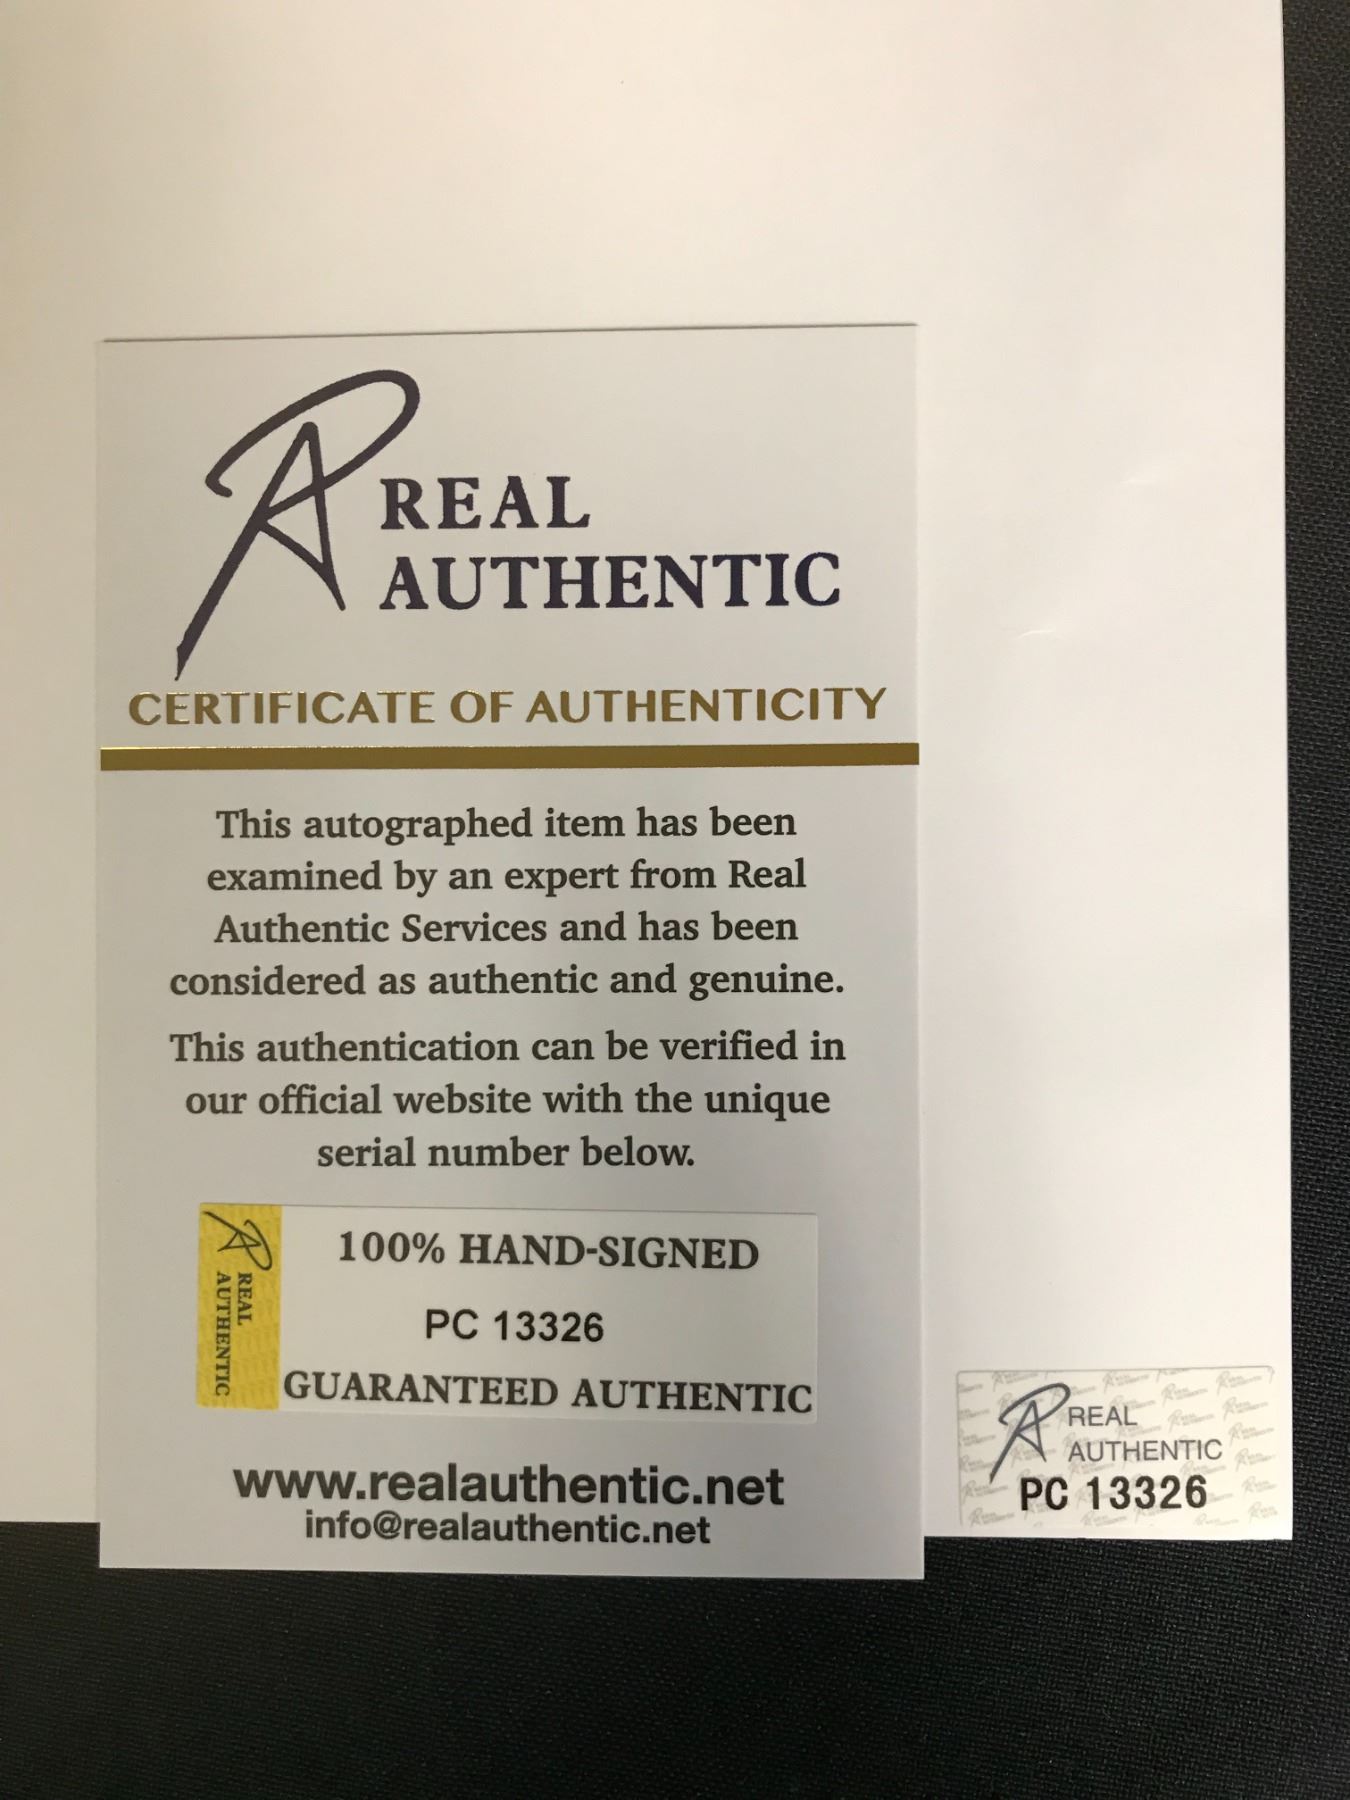 REAL
AUTHENTIC
CERTIFICATE OF AUTHENTICITY
This autographed item has been
examined by an expert from Real
Authentic Services and has been
considered as authentic and genuine.
This authentication can be verified in
our official website with the unique
serial number below.
REAL
AUTHENTIC
100% HAND-SIGNED
PC 13326
GUARANTEED AUTHENTIC
www.realauthentic.net
info@realauthentic.net
REAL
AUTHENTIC
PC 13326